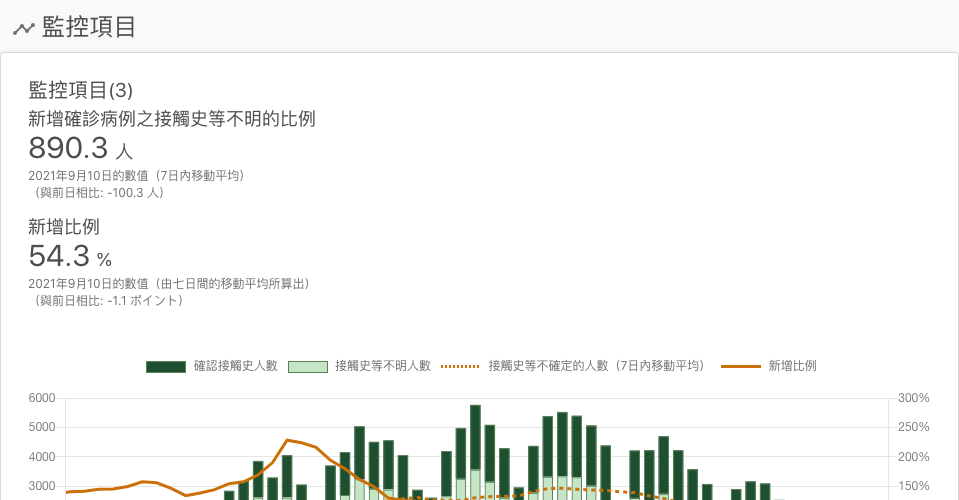 監控項目
監控項目(3)
新增確診病例之接觸史等不明的比例
890.3 人
2021年9月10日的數值（7日內移動平均）
（與前日相比: -100.3 人）
新增比例
54.3 %
2021年9月10日的數值（由七日間的移動平均所算出）
（與前日相比: -1.1 ポイント）
確認接觸史人數 接觸史等不明人數 接觸史等不確定的人數（7日內移動平均） 新增比例
6000 300%
5000 250%
4000 200%
3000 150%